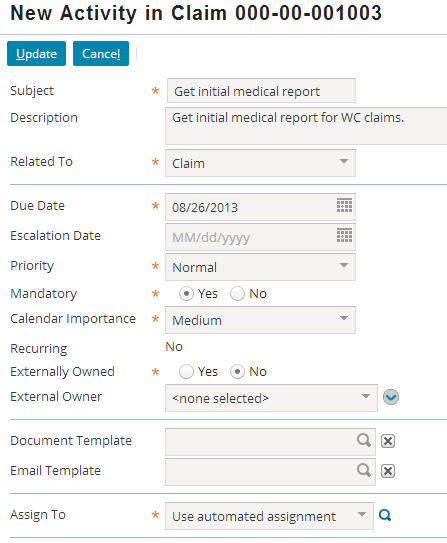 New Activity in Claim 000-00-001003
Update Cancel
Subject * Get initial medical report
Description Get initial medical report for WC claims.
Related To * Claim
Due Date * 08/26/2013
Escalation Date MM/dd/yyyy
Priority * Normal
Mandatory * Yes No
Calendar Importance * Medium
Recurring No
Externally Owned * Yes No
External Owner <none selected>
Document Template
Email Template
Assign To * Use automated assignment